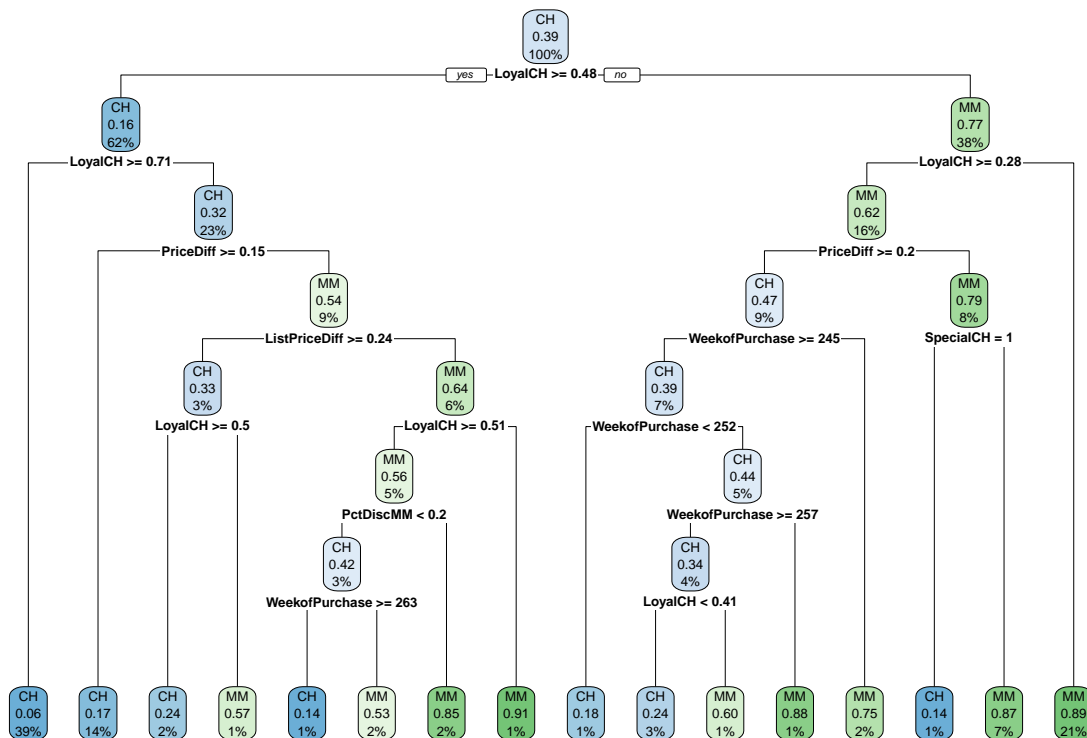 CH
0.39
100%
yes
LoyalCH >= 0.48
no
CH
0.16
62%
MM
0.77
38%
LoyalCH >= 0.71
LoyalCH >= 0.28
CH
0.32
23%
MM
0.62
16%
PriceDiff >= 0.15
PriceDiff >= 0.2
MM
0.54
9%
CH
0.47
9%
MM
0.79
8%
ListPriceDiff >= 0.24
WeekofPurchase >= 245
SpecialCH = 1
CH
0.33
3%
MM
0.64
6%
CH
0.39
7%
LoyalCH >= 0.5
LoyalCH >= 0.51
WeekofPurchase < 252
MM
0.56
5%
CH
0.44
5%
PctDiscMM < 0.2
WeekofPurchase >= 257
CH
0.42
3%
CH
0.34
4%
WeekofPurchase >= 263
LoyalCH < 0.41
CH
0.06
39%
CH
0.17
14%
CH
0.24
2%
MM
0.57
1%
CH
0.14
1%
MM
0.53
2%
MM
0.85
2%
MM
0.91
1%
CH
0.18
1%
CH
0.24
3%
MM
0.60
1%
MM
0.88
1%
MM
0.75
2%
CH
0.14
1%
MM
0.87
7%
MM
0.89
21%